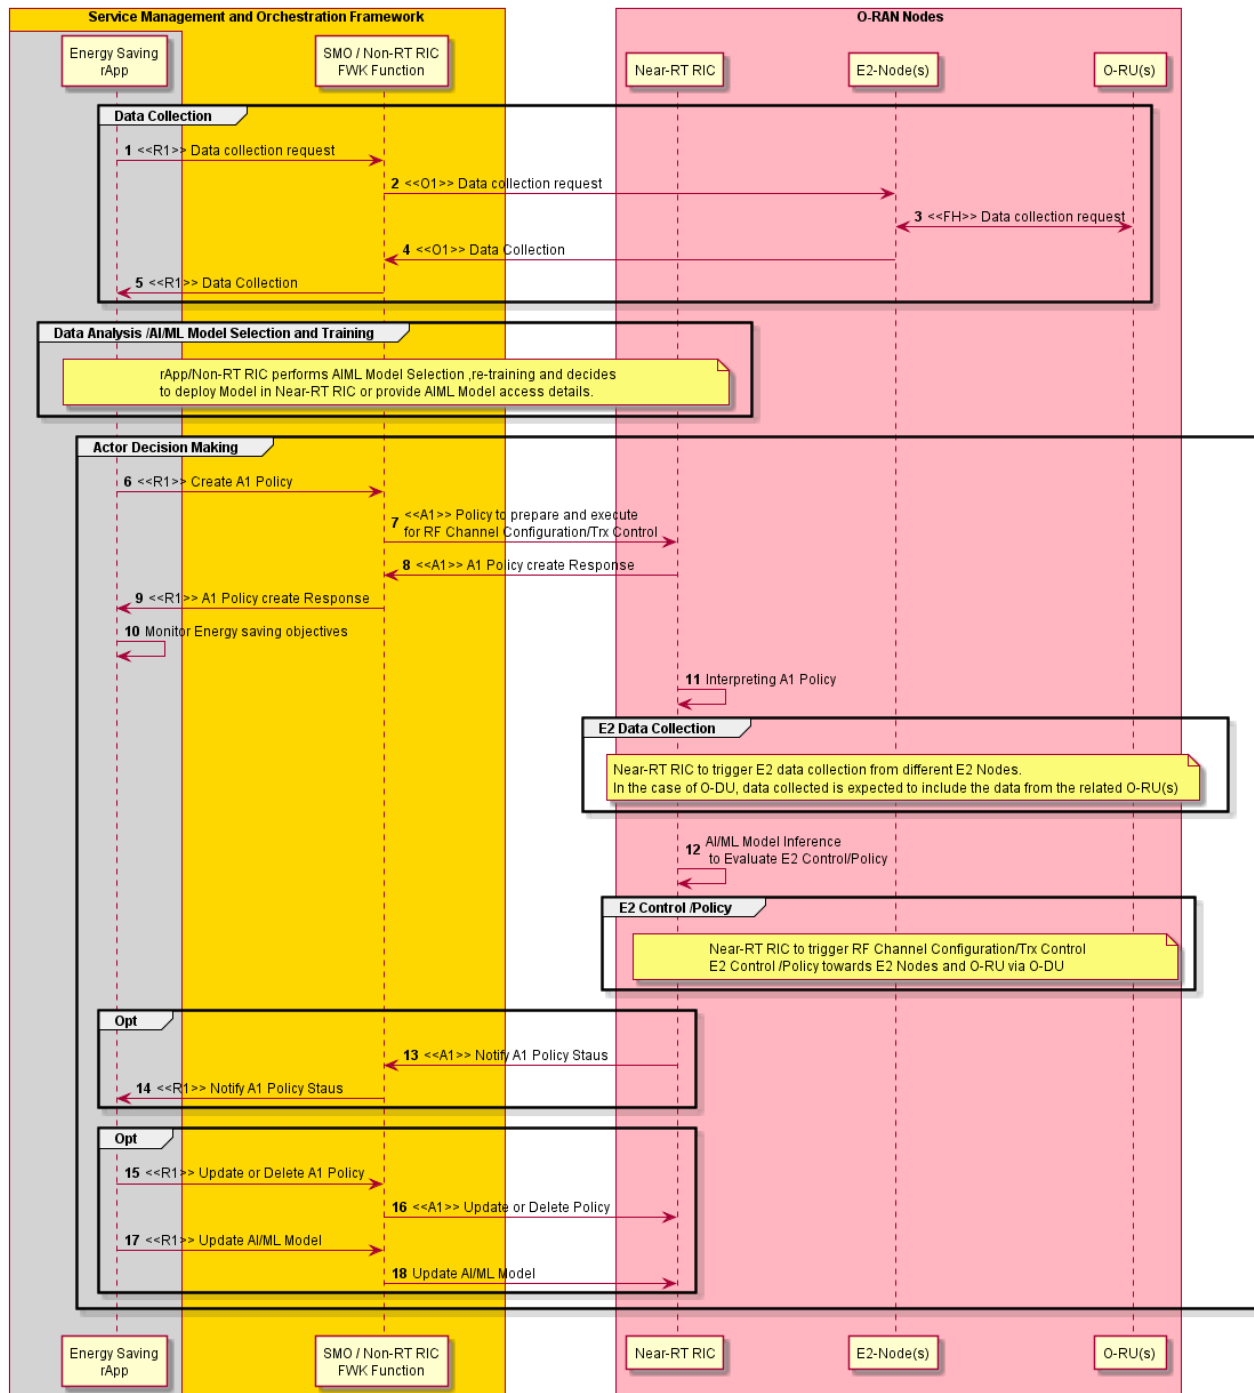 Service Management and Orchestration Framework
O-RAN Nodes
Energy Saving
rApp
SMO / Non-RT RIC
FWK Function
Near-RT RIC
E2-Node(s)
O-RU(s)
Data Collection
1 <<R1>> Data collection request
2 <<O1>> Data collection request
3 <<FH>> Data collection request
4 <<O1>> Data Collection
5 <<R1>> Data Collection
Data Analysis /AI/ML Model Selection and Training
rApp/Non-RT RIC performs AIML Model Selection ,re-training and decides
to deploy Model in Near-RT RIC or provide AIML Model access details.
Actor Decision Making
6 <<R1>> Create A1 Policy
7 <<A1>> Policy to prepare and execute
for RF Channel Configuration/Trx Control
8 <<A1>> A1 Policy create Response
9 <<R1>> A1 Policy create Response
10 Monitor Energy saving objectives
11 Interpreting A1 Policy
E2 Data Collection
Near-RT RIC to trigger E2 data collection from different E2 Nodes.
In the case of O-DU, data collected is expected to include the data from the related O-RU(s)
12 AI/ML Model Inference
to Evaluate E2 Control/Policy
E2 Control /Policy
Near-RT RIC to trigger RF Channel Configuration/Trx Control
E2 Control /Policy towards E2 Nodes and O-RU via O-DU
Opt
13 <<A1>> Notify A1 Policy Staus
14 <<R1>> Notify A1 Policy Staus
Opt
15 <<R1>> Update or Delete A1 Policy
16 <<A1>> Update or Delete Policy
17 <<R1>> Update AI/ML Model
18 Update AI/ML Model
Energy Saving
rApp
SMO / Non-RT RIC
FWK Function
Near-RT RIC
E2-Node(s)
O-RU(s)